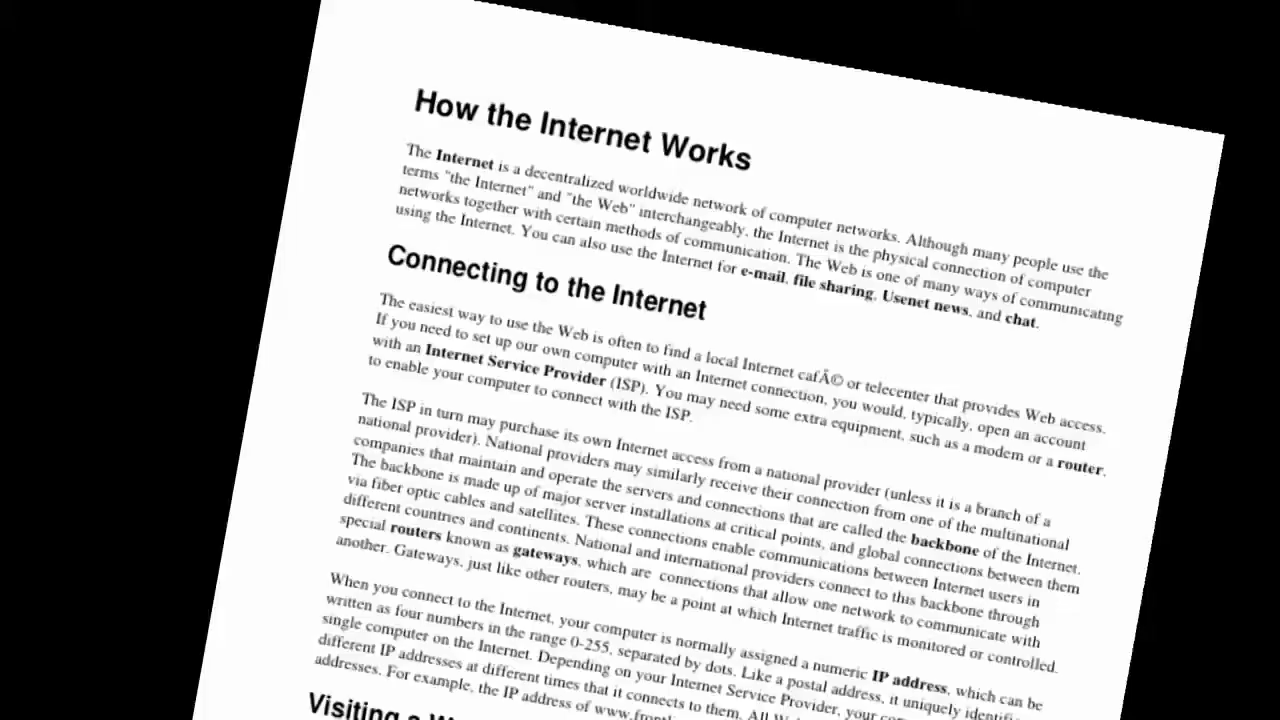 How the Internet Works
The Internet is a decentralized worldwide network of computer networks. Although many people use the
terms "the Internet" and "the Web" interchangeably, the Internet is the physical connection of computer
networks together with certain methods of communication. The Web is one of many ways of communicating
using the Internet. You can also use the Internet for e-mail, file sharing, Usenet news, and chat.
Connecting to the Internet
The easiest way to use the Web is often to find a local Internet cafÃ© or telecenter that provides Web access.
If you need to set up our own computer with an Internet connection, you would, typically, open an account
with an Internet Service Provider (ISP). You may need some extra equipment, such as a modem or a router,
to enable your computer to connect with the ISP.
The ISP in turn may purchase its own Internet access from a national provider (unless it is a branch of a
national provider). National providers may similarly receive their connection from one of the multinational
companies that maintain and operate the servers and connections that are called the backbone of the Internet.
The backbone is made up of major server installations at critical points, and global connections between them
via fiber optic cables and satellites. These connections enable communications between Internet users in
different countries and continents. National and international providers connect to this backbone through
special routers known as gateways, which are connections that allow one network to communicate with
another. Gateways, just like other routers, may be a point at which Internet traffic is monitored or controlled.
When you connect to the Internet, your computer is normally assigned a numeric IP address, which can be
written as four numbers in the range 0-255, separated by dots. Like a postal address, it uniquely
single computer on the Internet. Depending on your Internet Service Provider, your
different IP addresses at different times that it connects to them. All
addresses. For example, the IP address of
Visiting a